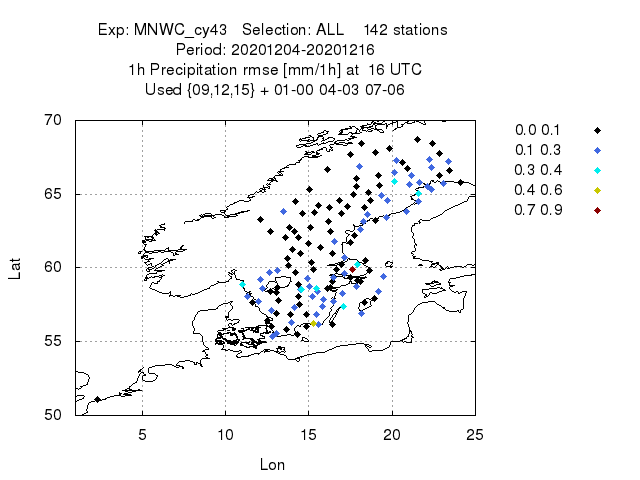 Exp: MNWC_cy43   Selection: ALL    142 stations
Period: 20201204-20201216
1h Precipitation rmse [mm/1h] at  16 UTC
Used {09,12,15} + 01-00 04-03 07-06
70
65
60
55
50
Lat
5 10 15 20 25
Lon
0.0 0.1
0.1 0.3
0.3 0.4
0.4 0.6
0.7 0.9